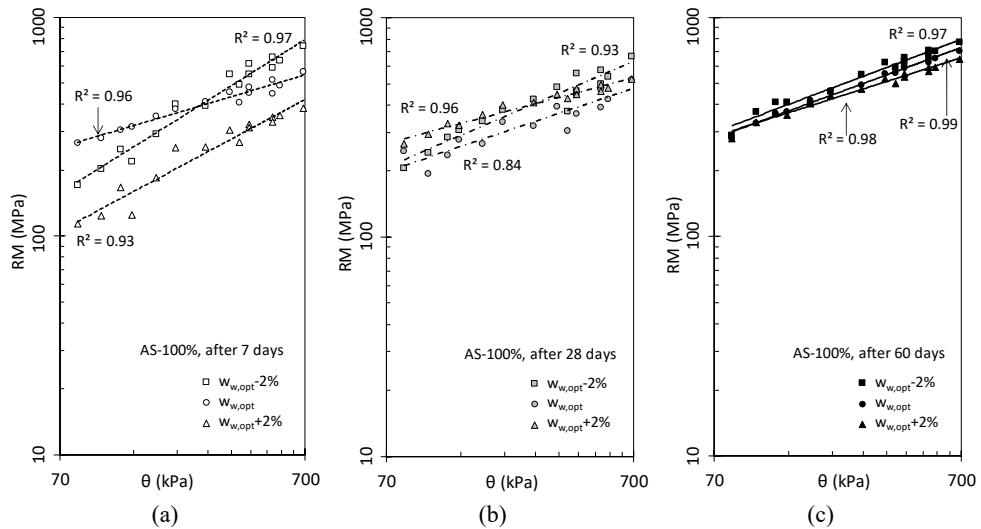 1000
100
10
RM (MPa)
R² = 0.97
R² = 0.96
R² = 0.93
AS-100%, after 7 days
w_w,opt-2%
w_w,opt
w_w,opt+2%
70
θ (kPa)
700
(a)
1000
100
10
RM (MPa)
R² = 0.93
R² = 0.96
R² = 0.84
AS-100%, after 28 days
w_w,opt-2%
w_w,opt
w_w,opt+2%
70
θ (kPa)
700
(b)
1000
100
10
RM (MPa)
R² = 0.97
R² = 0.99
R² = 0.98
AS-100%, after 60 days
w_w,opt-2%
w_w,opt
w_w,opt+2%
70
θ (kPa)
700
(c)